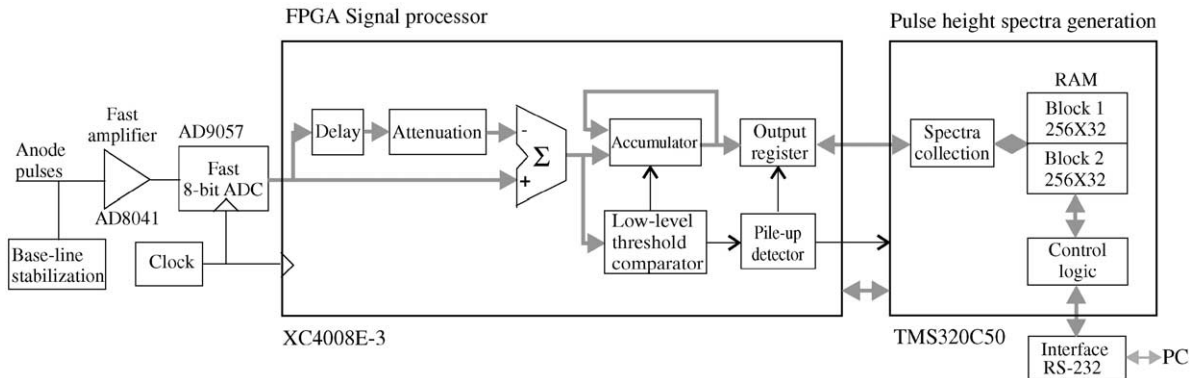 FPGA Signal processor
Pulse height spectra generation
Fast
amplifier
AD9057
Anode
pulses
AD8041
Fast
8-bit ADC
Base-line
stabilization
Clock
Delay
Attenuation
-
+
Σ
Accumulator
Output
register
Low-level
threshold
comparator
Pile-up
detector
XC4008E-3
Spectra
collection
RAM
Block 1
256X32
Block 2
256X32
Control
logic
TMS320C50
Interface
RS-232
PC